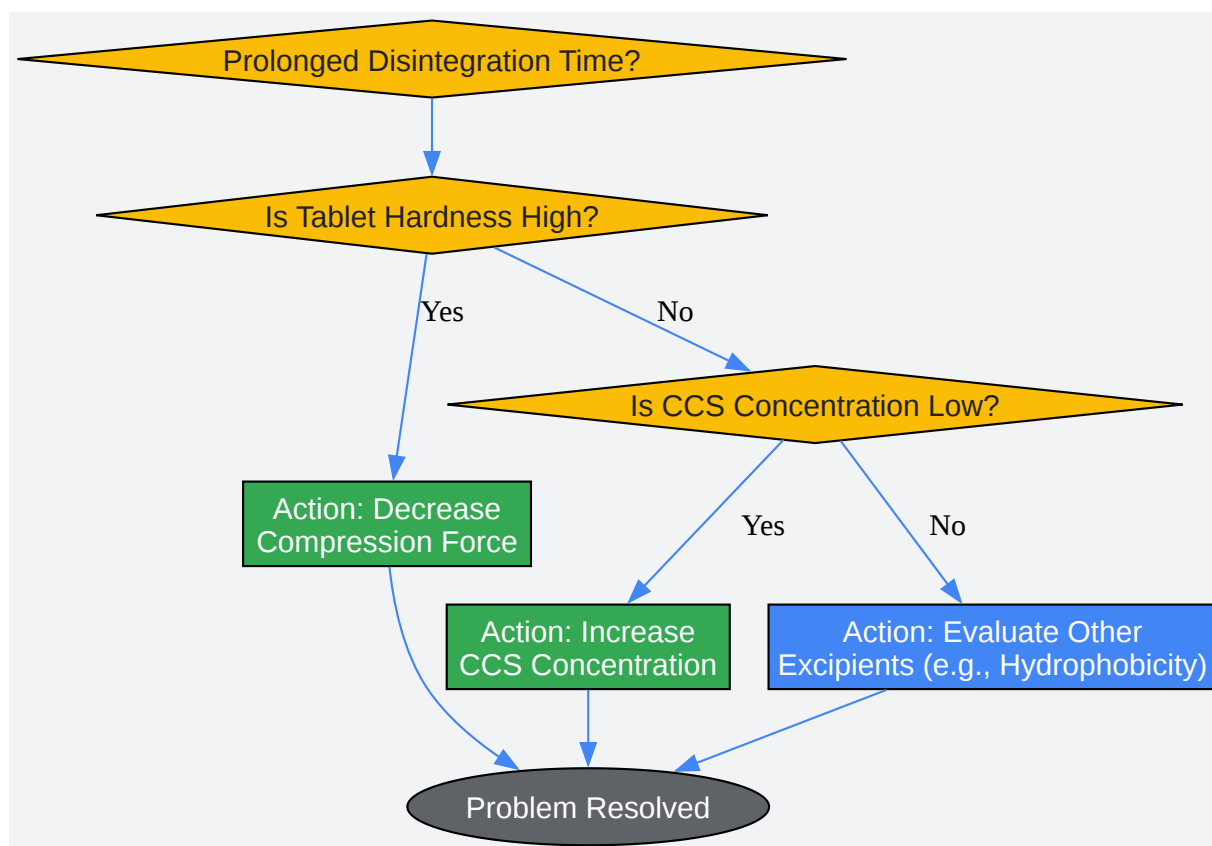 Prolonged Disintegration Time?
Is Tablet Hardness High?
Yes
No
Is CCS Concentration Low?
Action: Decrease
Compression Force
Yes
No
Action: Increase
CCS Concentration
Action: Evaluate Other
Excipients (e.g., Hydrophobicity)
Problem Resolved